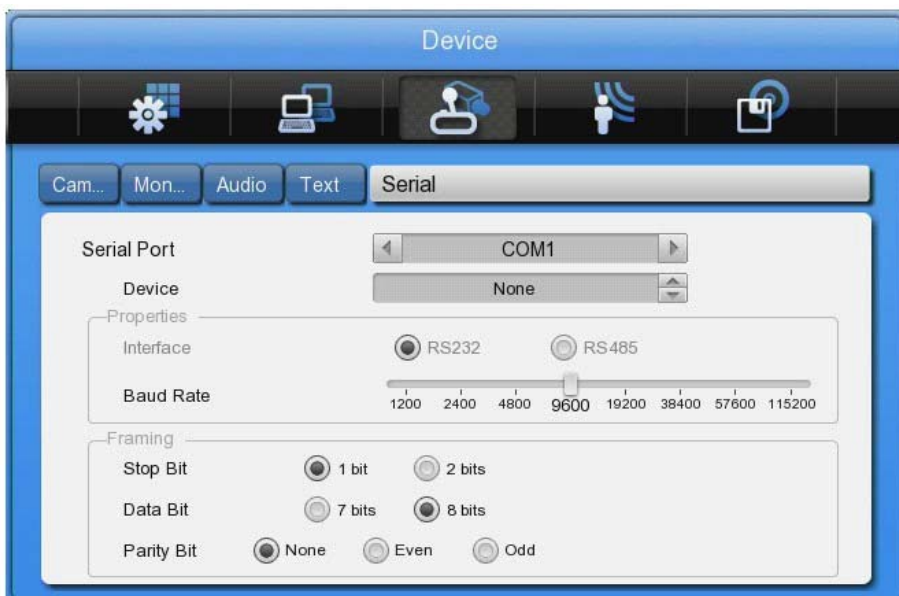 Device
Cam... Mon... Audio Text Serial
Serial Port COM1
Device None
Properties
Interface RS232 RS485
Baud Rate 1200 2400 4800 9600 19200 38400 57600 115200
Framing
Stop Bit 1 bit 2 bits
Data Bit 7 bits 8 bits
Parity Bit None Even Odd